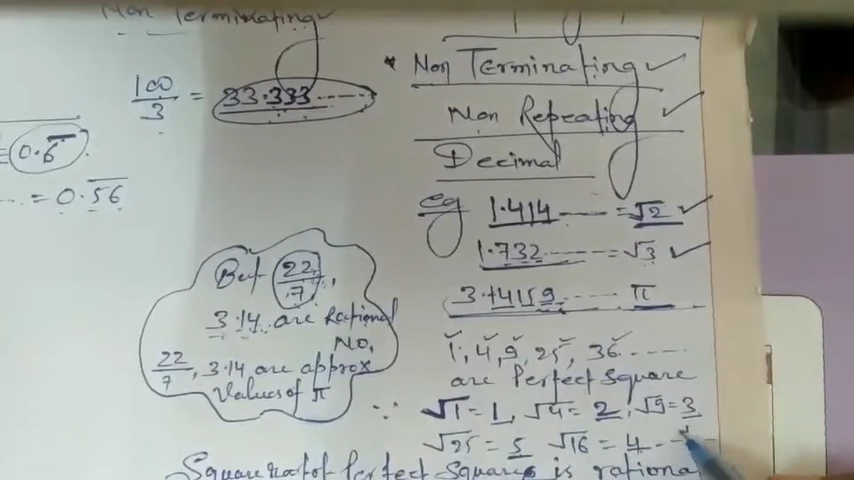 Non Terminating
100/3 = 33.333------
= 0.6̅
... = 0.5̅6̅
But 22/7,
3.14 are Rational
No,
22/7, 3.14 are approx
Values of π
* Non Terminating
Non Repeating
Decimal
eg 1.414------ = √2
1.732------ = √3
3.14159------ π
1, 4, 9, 25, 36------
are Perfect Square
∵ √1 = 1, √4 = 2, √9 = 3
√25 = 5 √16 = 4---
Square root of Perfect Squares is rational